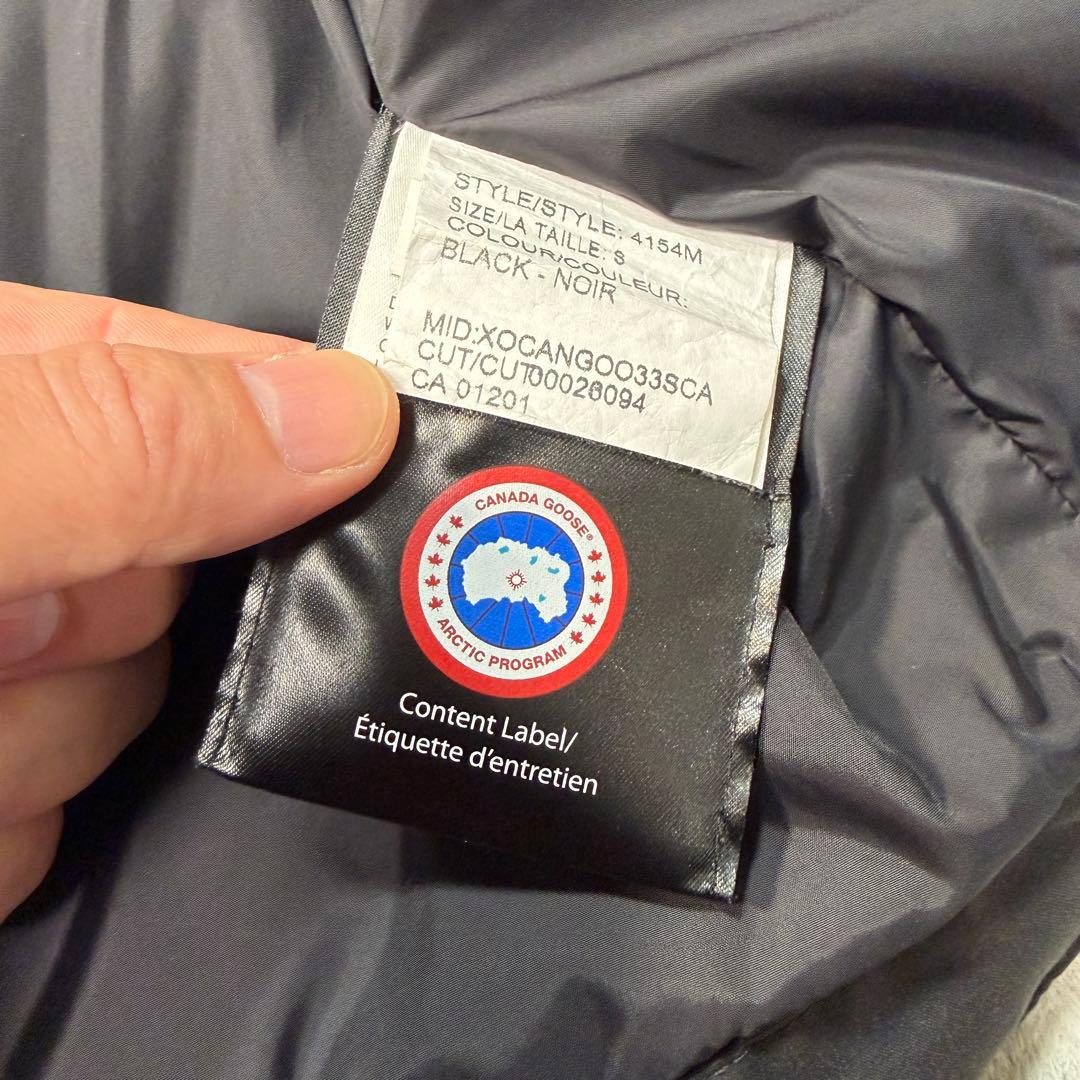 STYLE/STYLE: 4154M
SIZE/LA TAILLE: S
COLOUR/COULEUR:
BLACK - NOIR
MID:XOCANGOO33SCA
CUT/CUT00026094
CA 01201
CANADA GOOSE®
ARCTIC PROGRAM
Content Label/
Étiquette d'entretien